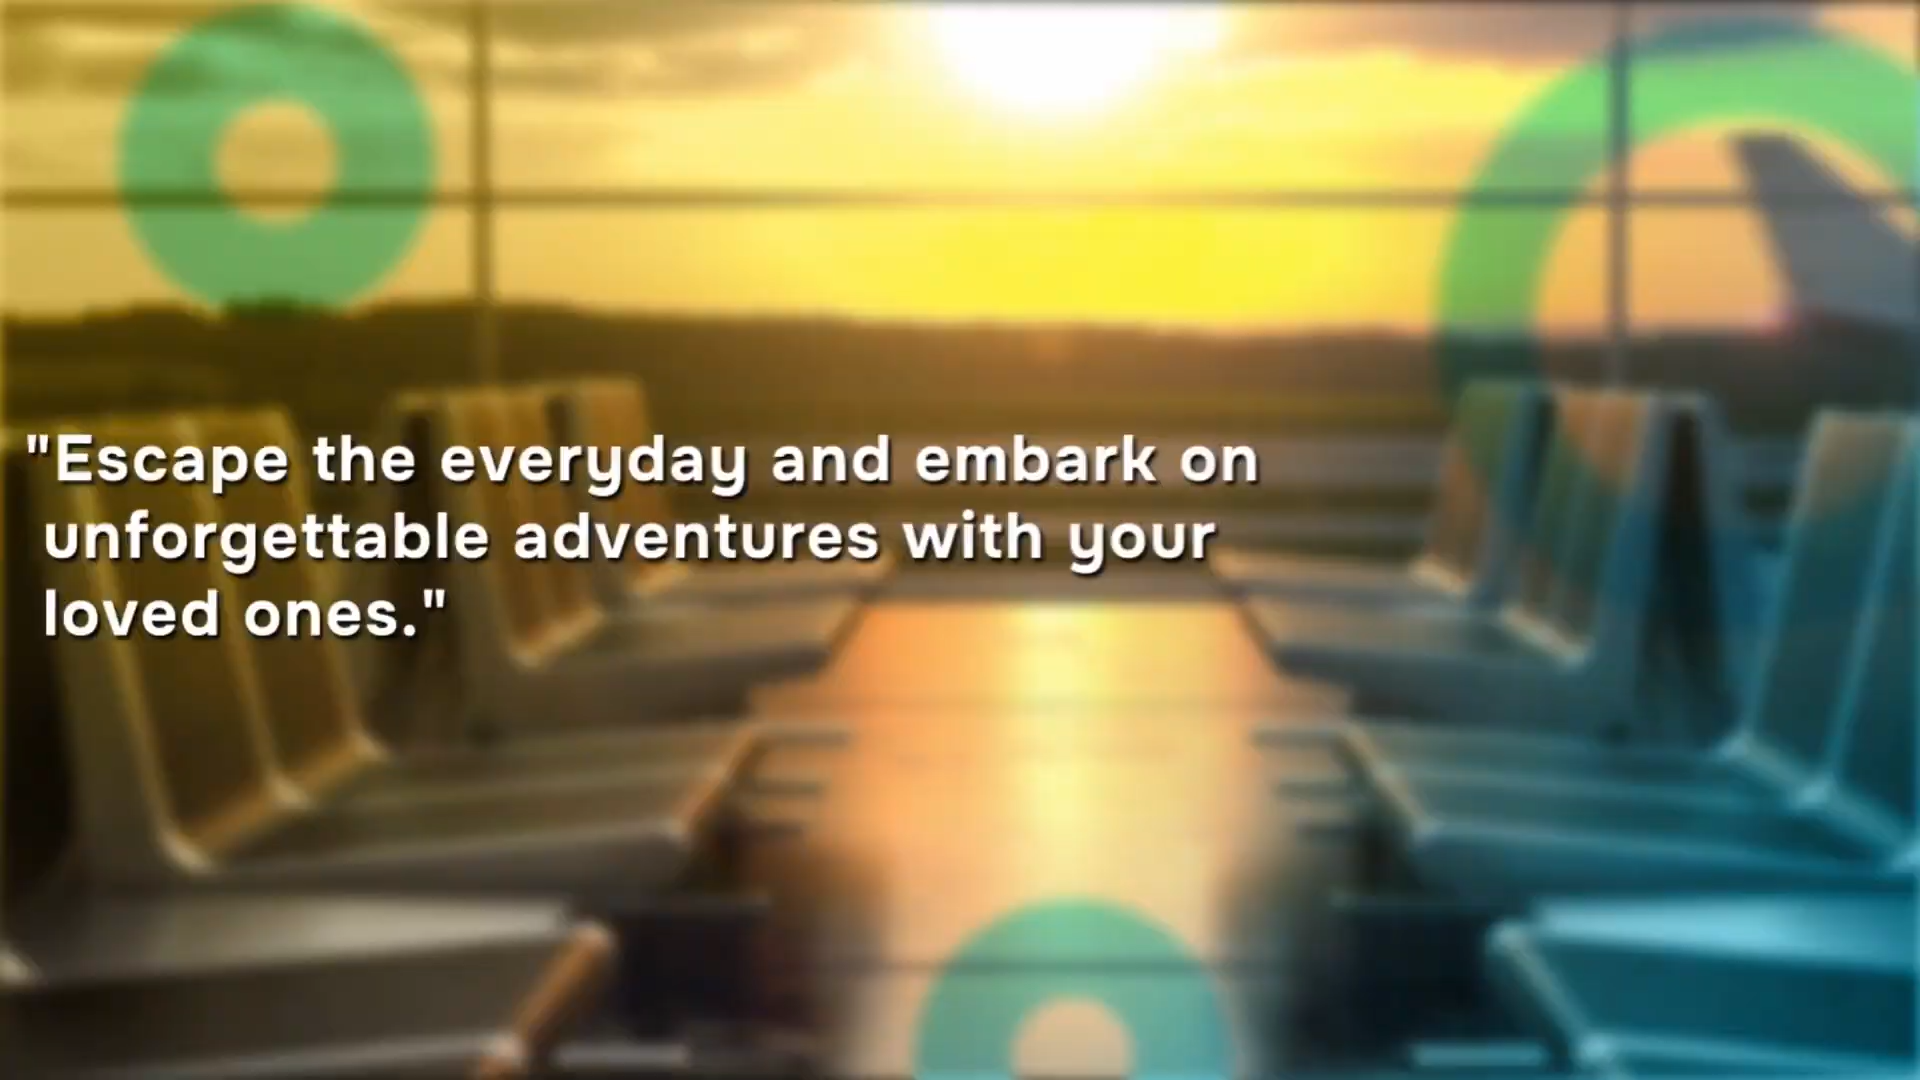 "Escape the everyday and embark on
unforgettable adventures with your
loved ones."